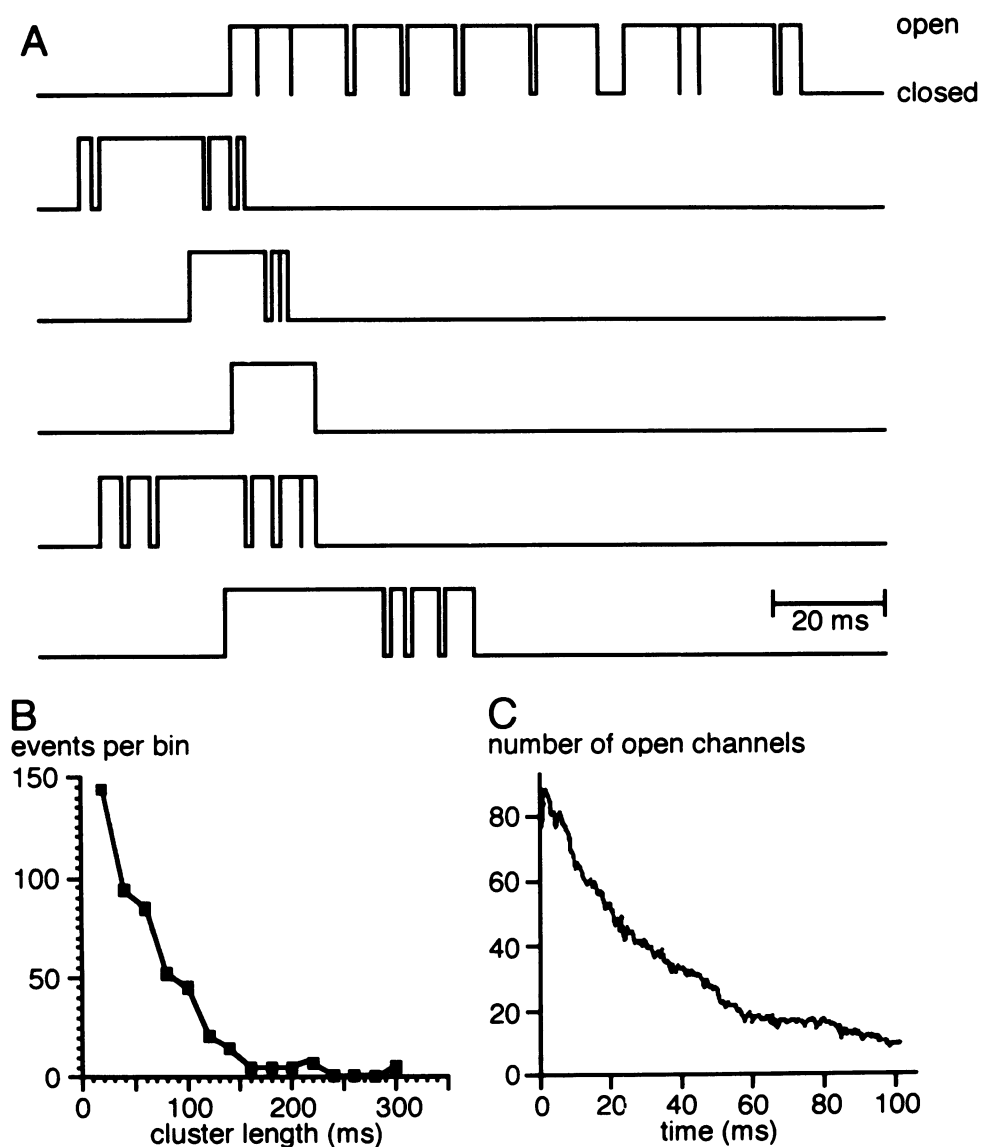 A
open
closed
20 ms
B
events per bin
150
100
50
0
0 100 200 300
cluster length (ms)
C
number of open channels
80
60
40
20
0
0 20 40 60 80 100
time (ms)